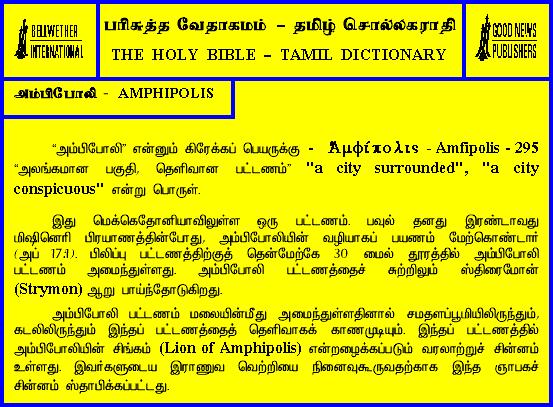 BELLWETHER
INTERNATIONAL
பரிசுத்த வேதாகமம் – தமிழ் சொல்லகராதி
THE HOLY BIBLE – TAMIL DICTIONARY
GOOD NEWS
PUBLISHERS
அம்பிபோலி - AMPHIPOLIS
“அம்பிபோலி” என்னும் கிரேக்கப் பெயருக்கு - Ἀμφίπολις - Amfipolis - 295
“அலங்கமான பகுதி, தெளிவான பட்டணம்” "a city surrounded", "a city
conspicuous" என்று பொருள்.
இது மெக்கெதோனியாவிலுள்ள ஒரு பட்டணம். பவுல் தனது இரண்டாவது
மிஷினெரி பிரயாணத்தின்போது, அம்பிபோலியின் வழியாகப் பயணம் மேற்கொண்டார்
(அப் 17:1). பிலிப்பு பட்டணத்திற்குத் தென்மேற்கே 30 மைல் தூரத்தில் அம்பிபோலி
பட்டணம் அமைந்துள்ளது. அம்பிபோலி பட்டணத்தைச் சுற்றிலும் ஸ்திரைமோன்
(Strymon) ஆறு பாய்ந்தோடுகிறது.
அம்பிபோலி பட்டணம் மலையின்மீது அமைந்துள்ளதினால் சமதளப்பூமியிலிருந்தும்,
கடலிலிருந்தும் இந்தப் பட்டணத்தைத் தெளிவாகக் காணமுடியும். இந்தப் பட்டணத்தில்
அம்பிபோலியின் சிங்கம் (Lion of Amphipolis) என்றழைக்கப்படும் வரலாற்றுச் சின்னம்
உள்ளது. இவர்களுடைய இராணுவ வெற்றியை நினைவுகூருவதற்காக இந்த ஞாபகச்
சின்னம் ஸ்தாபிக்கப்பட்டது.